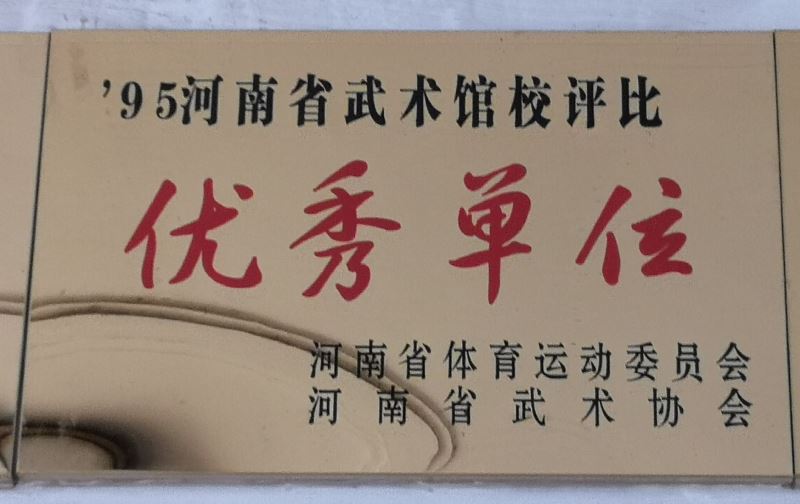 ’95河南省武术馆校评比
优秀单位
河南省体育运动委员会
河南省武术协会